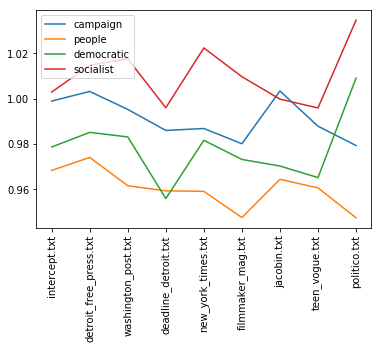 campaign
people
democratic
socialist
1.02
1.00
0.98
0.96
intercept.txt
detroit_free_press.txt
washington_post.txt
deadline_detroit.txt
new_york_times.txt
filmmaker_mag.txt
jacobin.txt
teen_vogue.txt
politico.txt